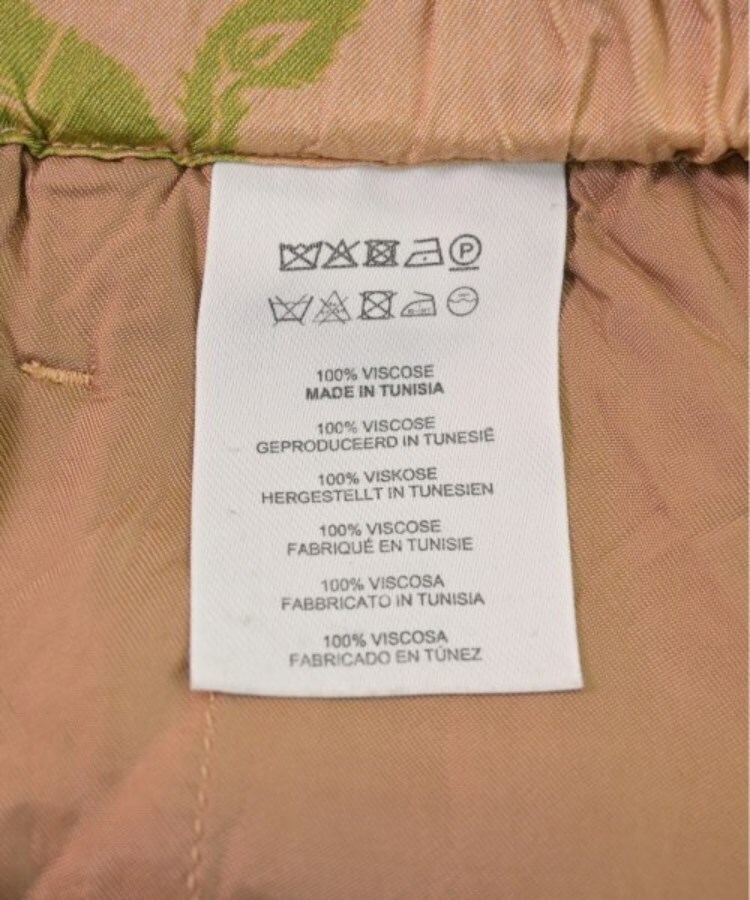 P
100% VISCOSE
MADE IN TUNISIA
100% VISCOSE
GEPRODUCEERD IN TUNESIË
100% VISKOSE
HERGESTELLT IN TUNESIEN
100% VISCOSE
FABRIQUÉ EN TUNISIE
100% VISCOSA
FABBRICATO IN TUNISIA
100% VISCOSA
FABRICADO EN TÚNEZ